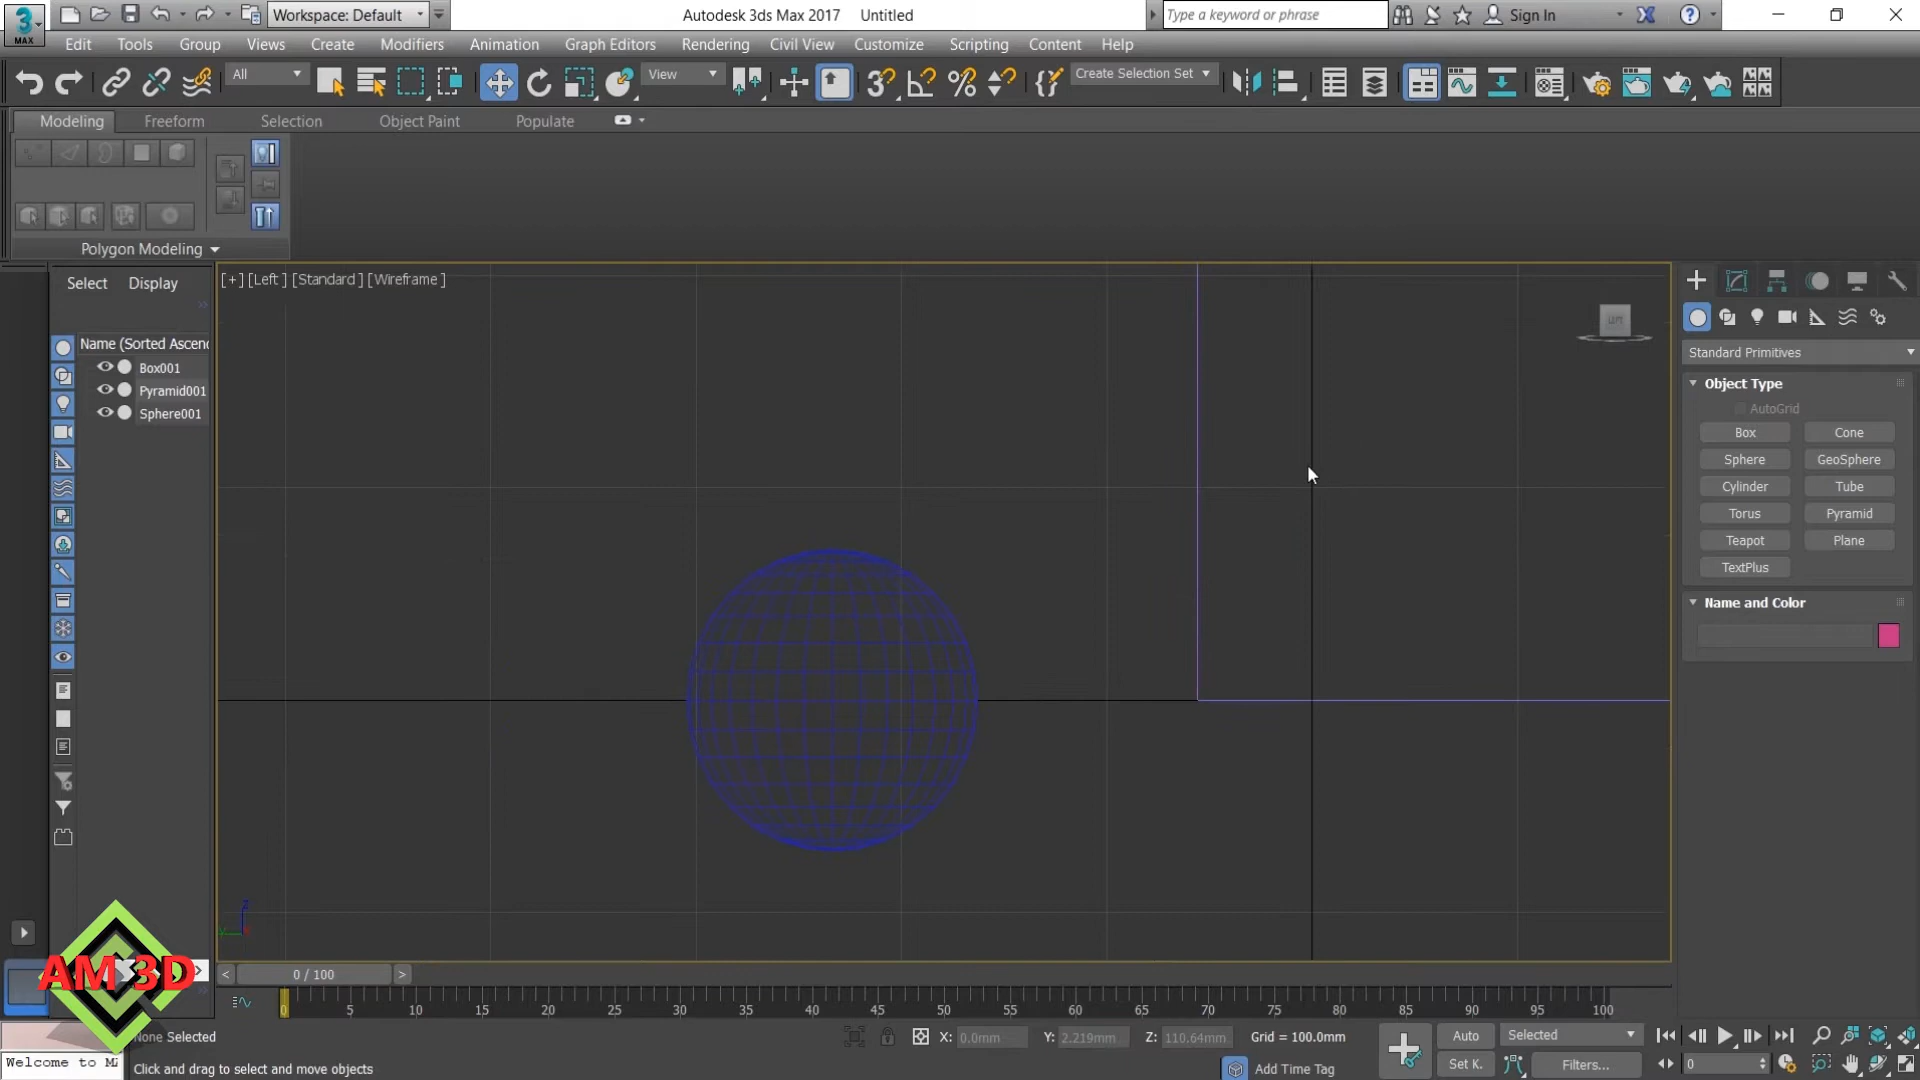 3
MAX
Workspace: Default
Autodesk 3ds Max 2017 Untitled
Type a keyword or phrase
Sign In
Edit Tools Group Views Create Modifiers Animation Graph Editors Rendering Civil View Customize Scripting Content Help
All
View
Create Selection Set
Modeling Freeform Selection Object Paint Populate
Polygon Modeling
Select Display
[+] [Left ] [Standard ] [Wireframe ]
Name (Sorted Ascend
Box001
Pyramid001
Sphere001
Standard Primitives
Object Type
AutoGrid
Box Cone
Sphere GeoSphere
Cylinder Tube
Torus Pyramid
Teapot Plane
TextPlus
Name and Color
z
y
AM 3D
< 0 / 100 >
0 5 10 15 20 25 30 35 40 45 50 55 60 65 70 75 80 85 90 95 100
None Selected
X: 0.0mm Y: 2.219mm Z: 110.64mm Grid = 100.0mm
Auto Selected
Welcome to M
Click and drag to select and move objects
Add Time Tag
Set K. Filters...
0